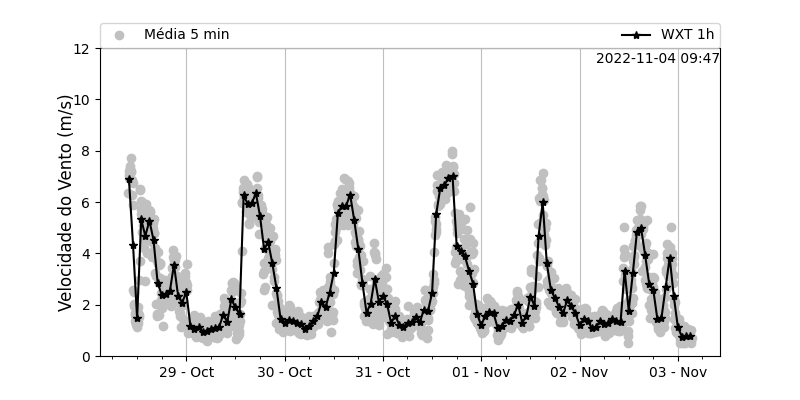 Média 5 min
WXT 1h
2022-11-04 09:47
Velocidade do Vento (m/s)
12
10
8
6
4
2
0
29 - Oct
30 - Oct
31 - Oct
01 - Nov
02 - Nov
03 - Nov